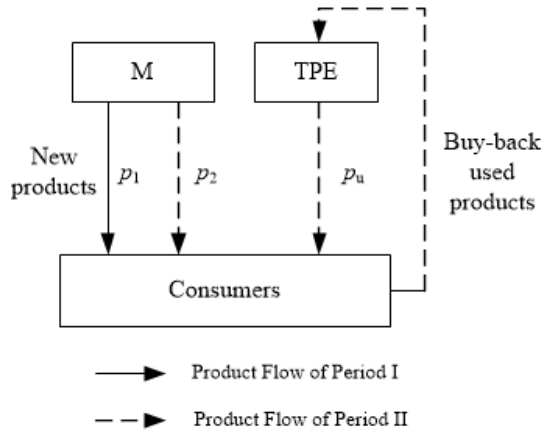 M
TPE
New
products
p1
p2
pu
Buy-back
used
products
Consumers
Product Flow of Period I
Product Flow of Period II